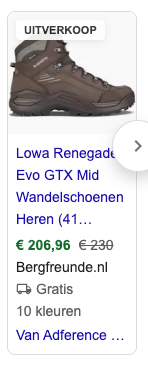 UITVERKOOP
Lowa Renegade
Evo GTX Mid
Wandelschoenen
Heren (41…
€ 206,96 € 230
Bergfreunde.nl
Gratis
10 kleuren
Van Adference …